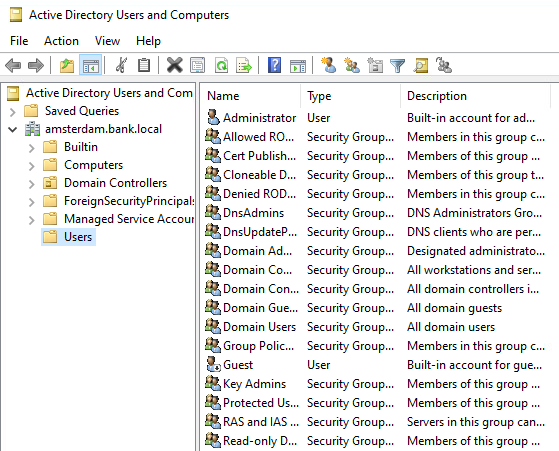 Active Directory Users and Computers
File Action View Help
Active Directory Users and Com
Saved Queries
amsterdam.bank.local
Builtin
Computers
Domain Controllers
ForeignSecurityPrincipals
Managed Service Accour
Users
Name Type Description
Administrator User Built-in account for ad...
Allowed RO... Security Group... Members in this group c...
Cert Publish... Security Group... Members of this group ...
Cloneable D... Security Group... Members of this group t...
Denied ROD... Security Group... Members in this group c...
DnsAdmins Security Group... DNS Administrators Gro...
DnsUpdateP... Security Group... DNS clients who are per...
Domain Ad... Security Group... Designated administrato...
Domain Co... Security Group... All workstations and ser...
Domain Con... Security Group... All domain controllers i...
Domain Gue... Security Group... All domain guests
Domain Users Security Group... All domain users
Group Polic... Security Group... Members in this group c...
Guest User Built-in account for gue...
Key Admins Security Group... Members of this group ...
Protected Us... Security Group... Members of this group ...
RAS and IAS ... Security Group... Servers in this group can...
Read-only D... Security Group... Members of this group ...